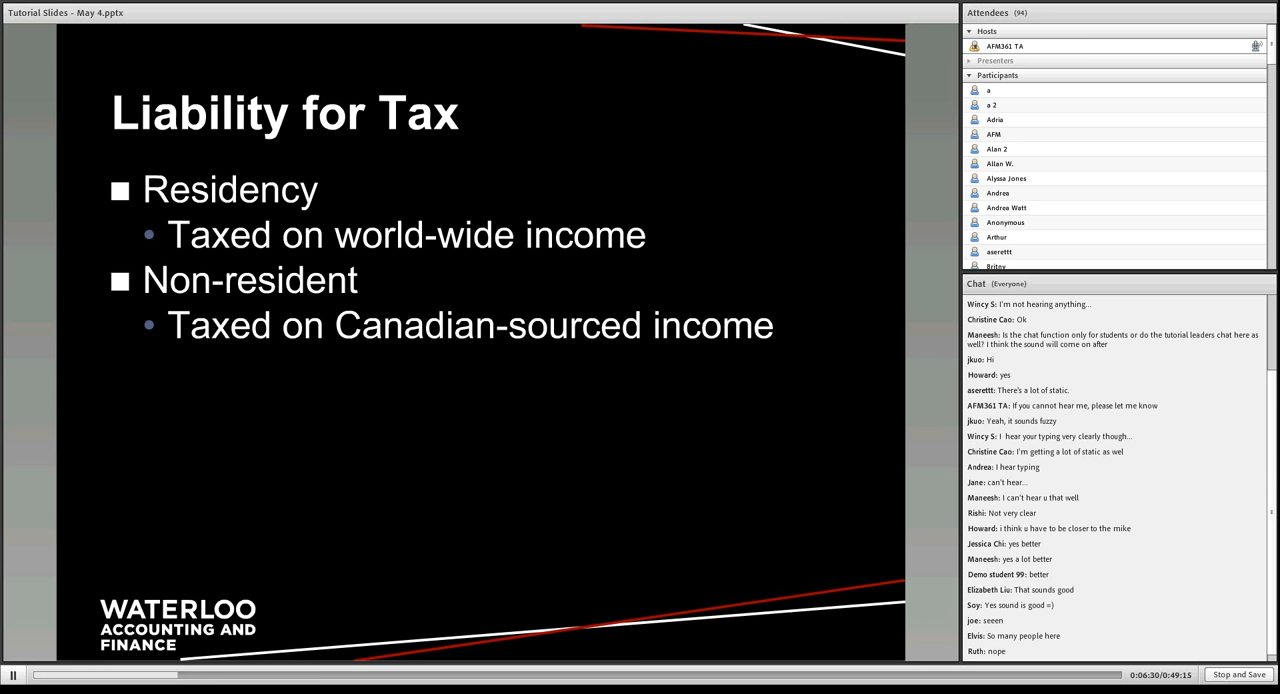 Tutorial Slides - May 4.pptx
Liability for Tax
Residency
Taxed on world-wide income
Non-resident
Taxed on Canadian-sourced income
WATERLOO
ACCOUNTING AND
FINANCE
Attendees (94)
Hosts
AFM361 TA
Presenters
Participants
a
a 2
Adria
AFM
Alan 2
Allan W.
Alyssa Jones
Andrea
Andrea Watt
Anonymous
Arthur
aserettt
Britny
Chat (Everyone)
Wincy S: I'm not hearing anything...
Christine Cao: Ok
Maneesh: Is the chat function only for students or do the tutorial leaders chat here as
well? I think the sound will come on after
jkuo: Hi
Howard: yes
aserettt: There's a lot of static.
AFM361 TA: If you cannot hear me, please let me know
jkuo: Yeah, it sounds fuzzy
Wincy S: I hear your typing very clearly though...
Christine Cao: I'm getting a lot of static as wel
Andrea: I hear typing
Jane: can't hear...
Maneesh: I can't hear u that well
Rishi: Not very clear
Howard: i think u have to be closer to the mike
Jessica Chi: yes better
Maneesh: yes a lot better
Demo student 99: better
Elizabeth Liu: That sounds good
Soy: Yes sound is good =)
joe: seeen
Elvis: So many people here
Ruth: nope
0:06:30/0:49:15
Stop and Save